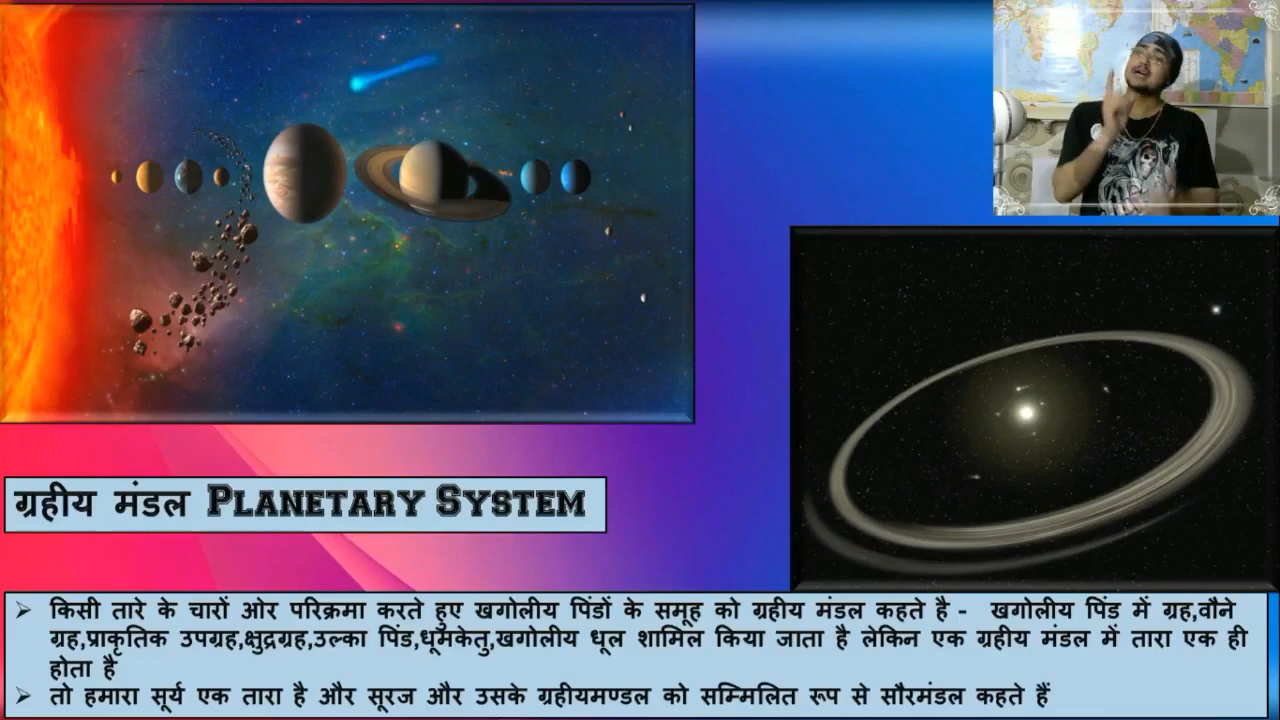 ग्रहीय मंडल Planetary System
➢ किसी तारे के चारों ओर परिक्रमा करते हुए खगोलीय पिंडों के समूह को ग्रहीय मंडल कहते है - खगोलीय पिंड में ग्रह,वौने
ग्रह,प्राकृतिक उपग्रह,क्षुद्रग्रह,उल्का पिंड,धूमकेतु,खगोलीय धूल शामिल किया जाता है लेकिन एक ग्रहीय मंडल में तारा एक ही
होता है
➢ तो हमारा सूर्य एक तारा है और सूरज और उसके ग्रहीयमण्डल को सम्मिलित रूप से सौरमंडल कहते हैं